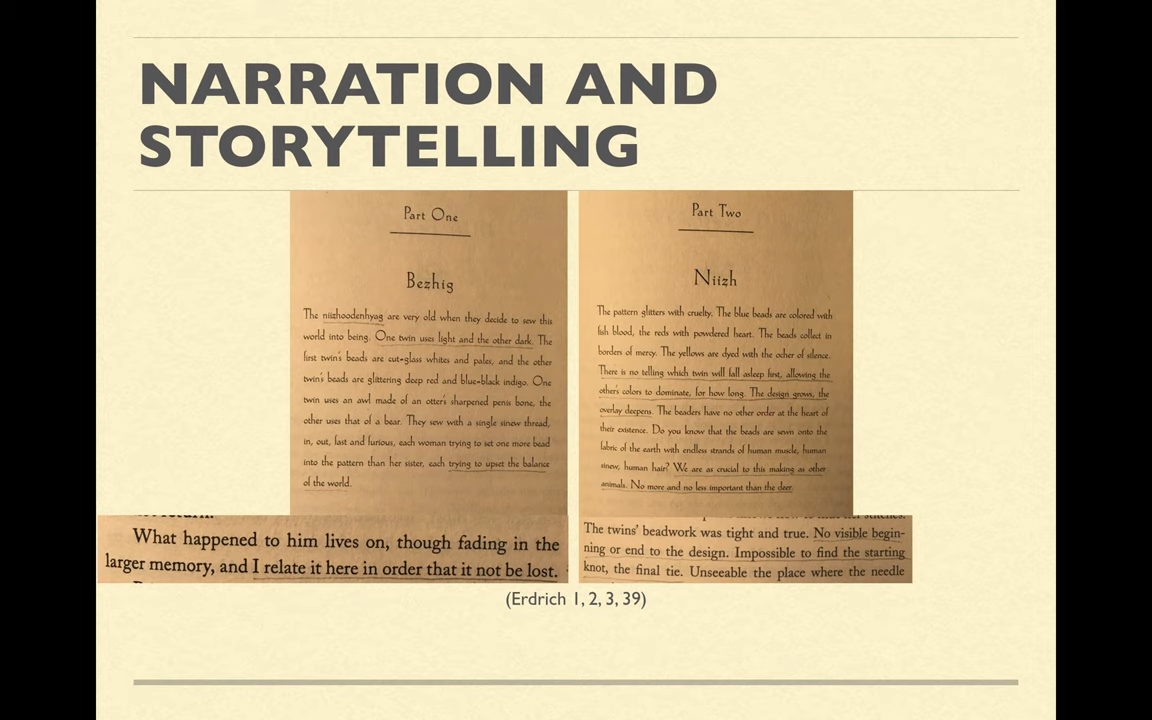 NARRATION AND
STORYTELLING
Part One
Bezhig
The niizhoodenhyag are very old when they decide to sew this
world into being. One twin uses light and the other dark. The
first twin's beads are cut-glass whites and pales, and the other
twin's beads are glittering deep red and blue-black indigo. One
twin uses an awl made of an otter's sharpened penis bone, the
other uses that of a bear. They sew with a single sinew thread,
in, out, fast and furious, each woman trying to set one more bead
into the pattern than her sister, each trying to upset the balance
of the world.
Part Two
Niizh
The pattern glitters with cruelty. The blue beads are colored with
fish blood, the reds with powdered heart. The beads collect in
borders of mercy. The yellows are dyed with the ocher of silence.
There is no telling which twin will fall asleep first, allowing the
other's colors to dominate, for how long. The design grows, the
overlay deepens. The beaders have no other order at the heart of
their existence. Do you know that the beads are sewn onto the
fabric of the earth with endless strands of human muscle, human
sinew, human hair? We are as crucial to this making as other
animals. No more and no less important than the deer.
What happened to him lives on, though fading in the
larger memory, and I relate it here in order that it not be lost.
The twins' beadwork was tight and true. No visible begin-
ning or end to the design. Impossible to find the starting
knot, the final tie. Unseeable the place where the needle
(Erdrich 1, 2, 3, 39)